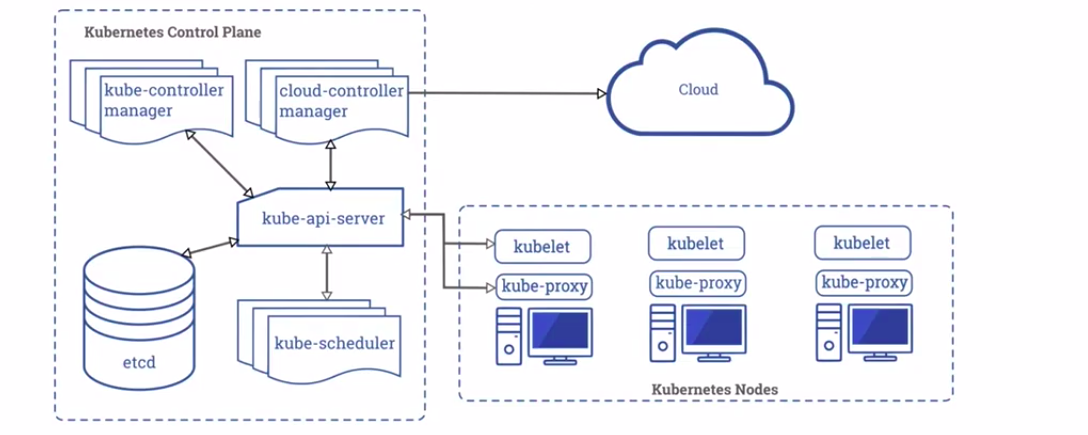 Kubernetes Control Plane
kube-controller
manager
cloud-controller
manager
Cloud
kube-api-server
etcd
kube-scheduler
kubelet
kube-proxy
kubelet
kube-proxy
kubelet
kube-proxy
Kubernetes Nodes